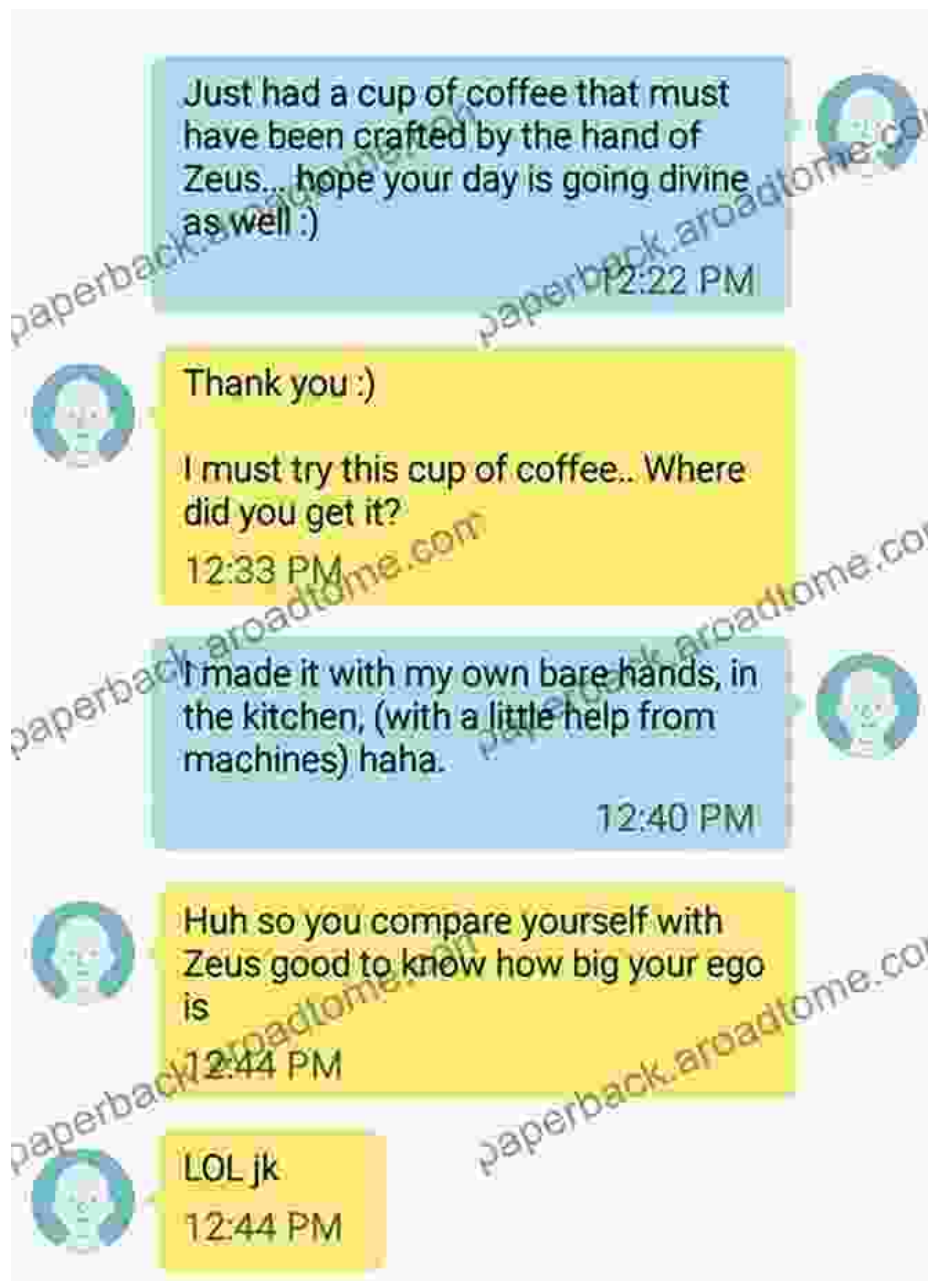 Just had a cup of coffee that must
have been crafted by the hand of
Zeus... hope your day is going divine
as well :)
12:22 PM
Thank you :)
I must try this cup of coffee.. Where
did you get it?
12:33 PM
I made it with my own bare hands, in
the kitchen, (with a little help from
machines) haha.
12:40 PM
Huh so you compare yourself with
Zeus good to know how big your ego
is
12:44 PM
LOL jk
12:44 PM
paperback.aroadtome.com